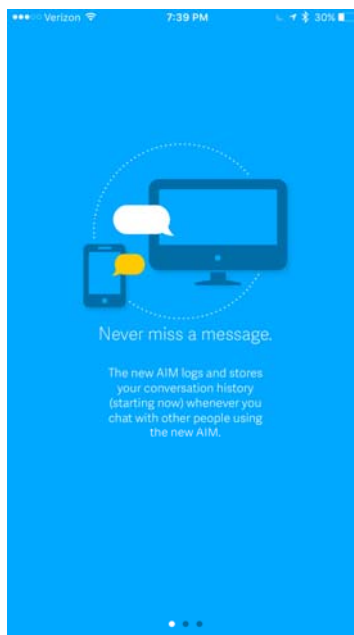 Verizon 7:39 PM 30%
Never miss a message.
The new AIM logs and stores
your conversation history
(starting now) whenever you
chat with other people using
the new AIM.